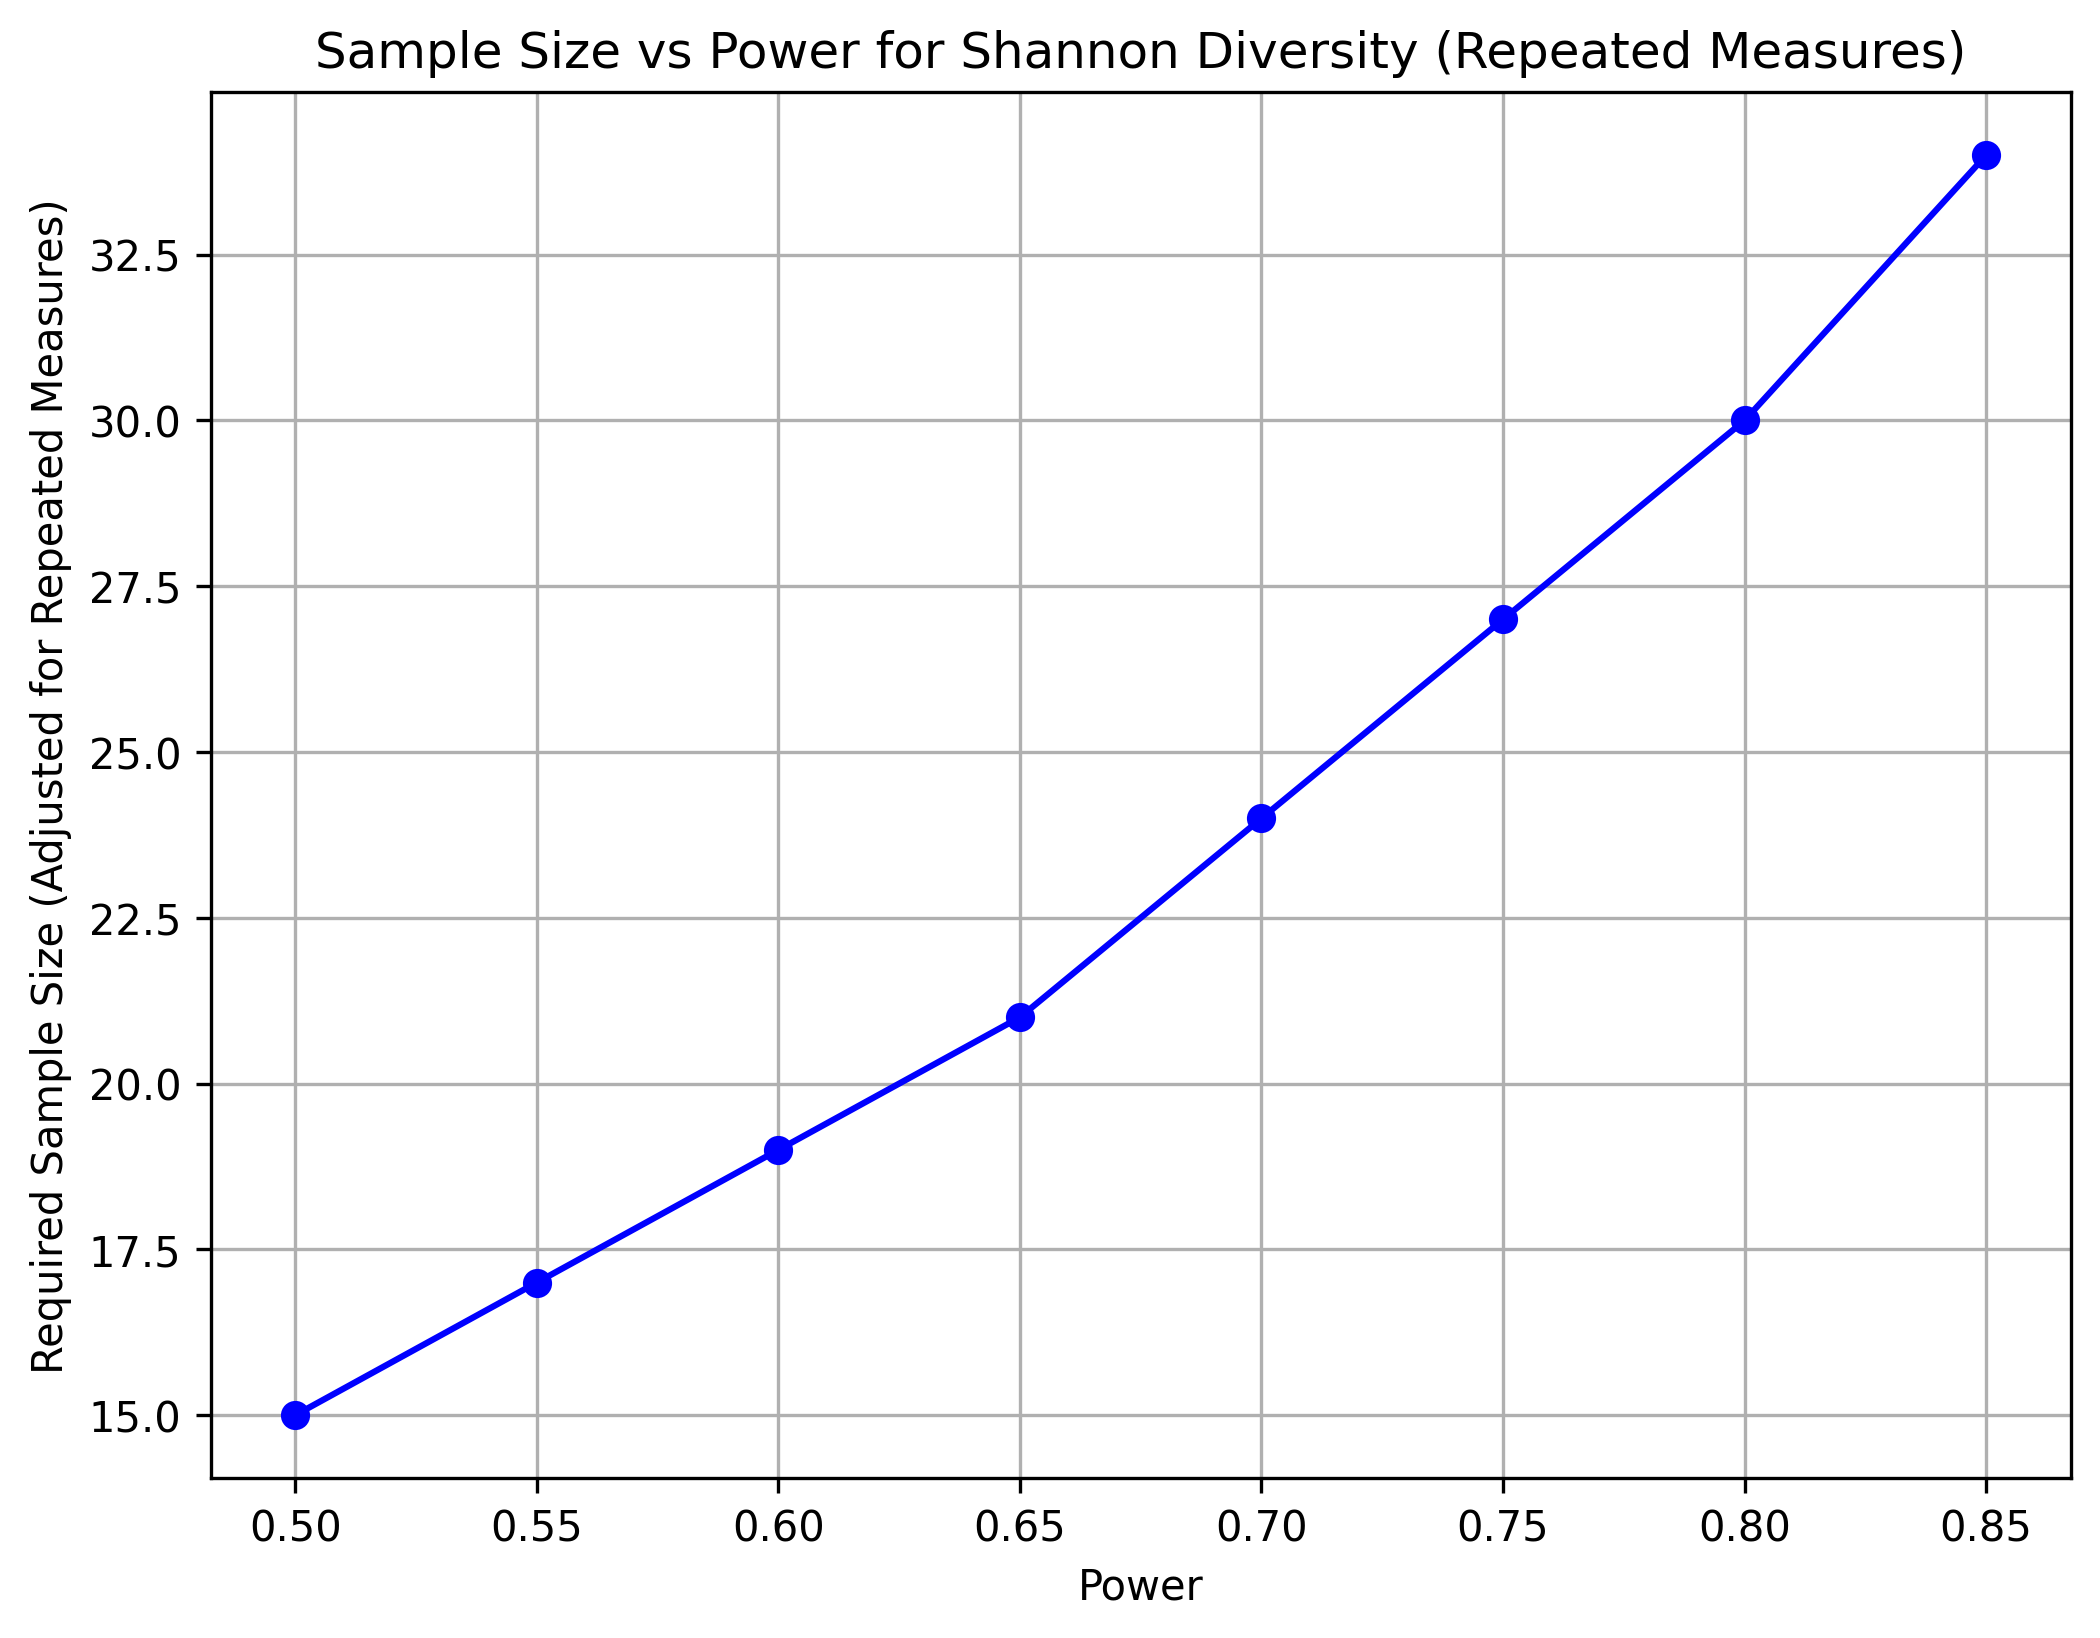 Sample Size vs Power for Shannon Diversity (Repeated Measures)
Required Sample Size (Adjusted for Repeated Measures)
32.5
30.0
27.5
25.0
22.5
20.0
17.5
15.0
0.50 0.55 0.60 0.65 0.70 0.75 0.80 0.85
Power